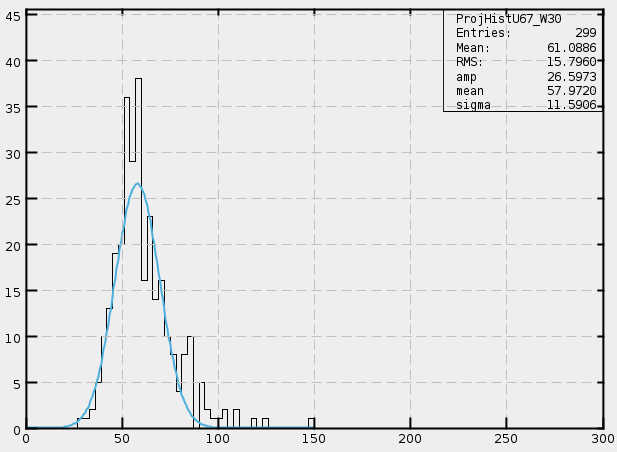 ProjHistU67_W30
Entries: 299
Mean: 61.0886
RMS: 15.7960
amp 26.5973
mean 57.9720
sigma 11.5906
45
40
35
30
25
20
15
10
5
0
0 50 100 150 200 250 300